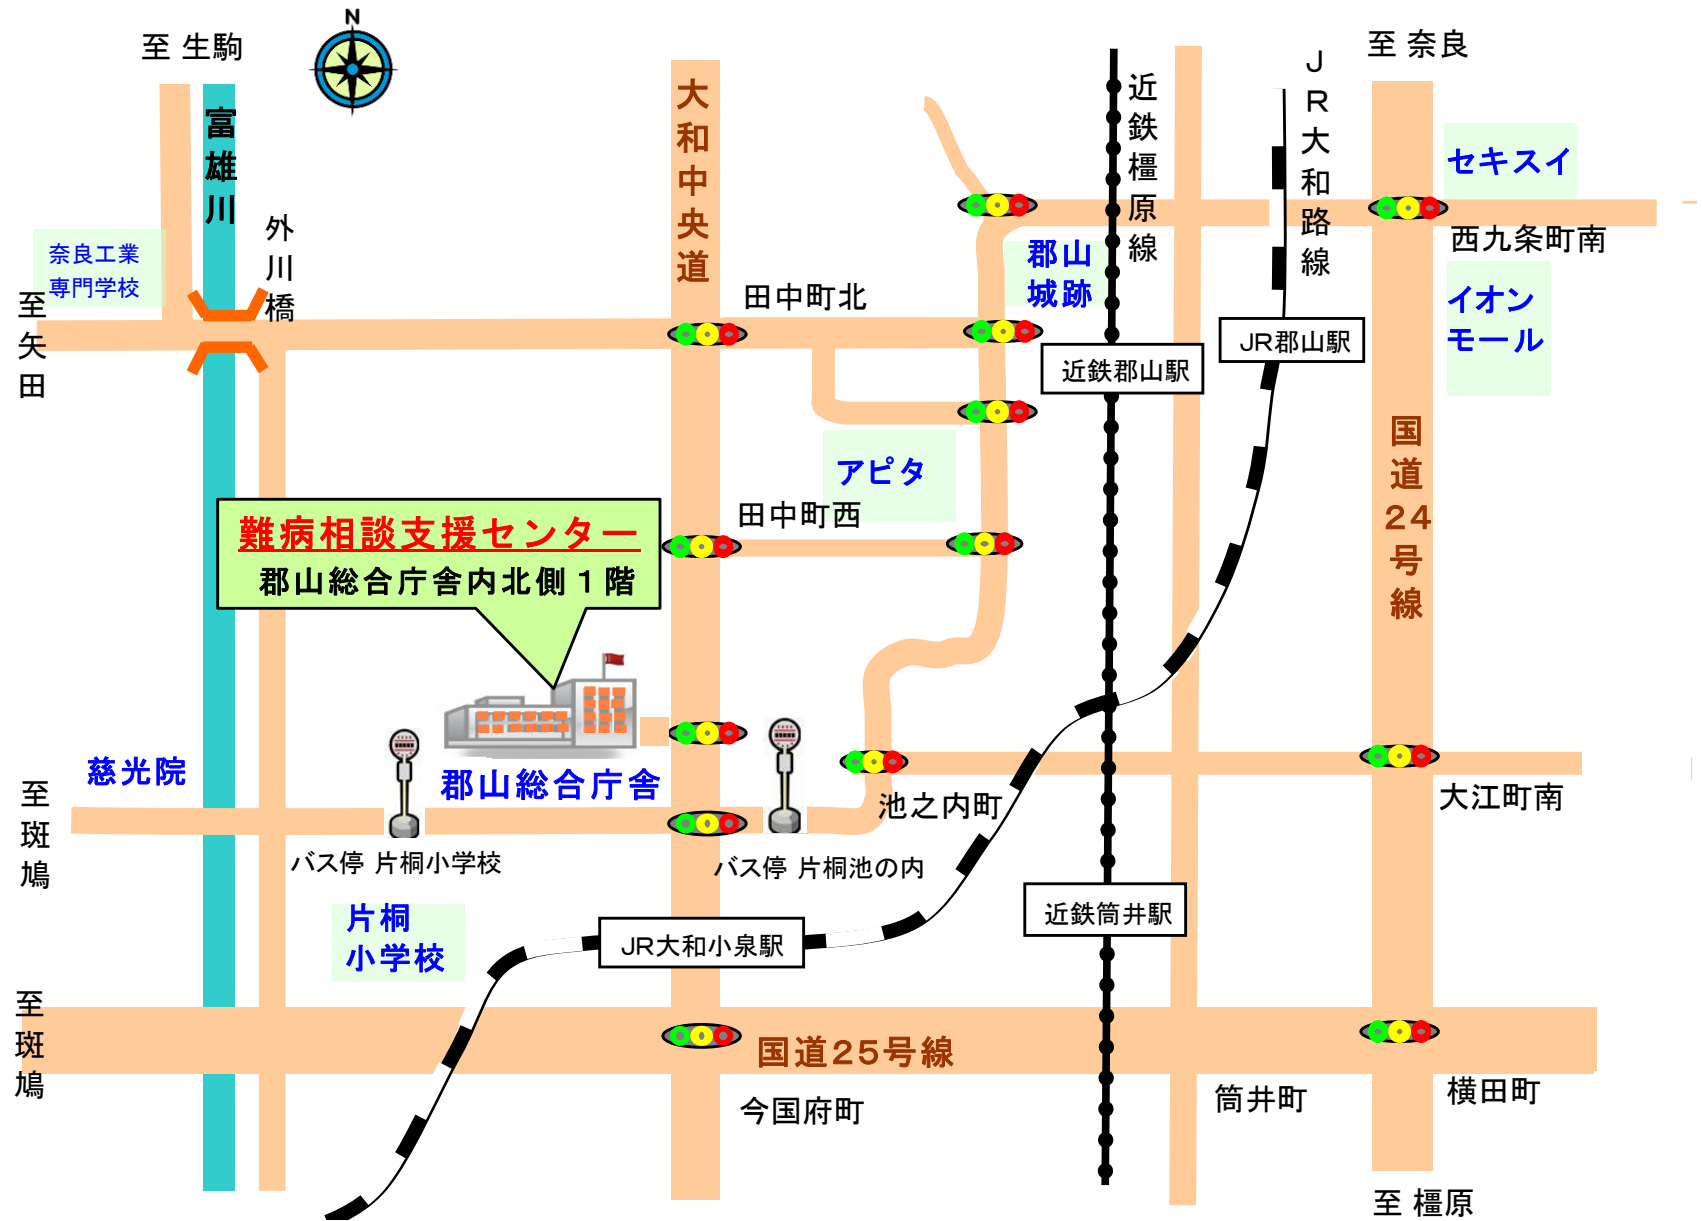 N
至 生駒
至 奈良
富雄川
大和中央道
近鉄橿原線
JR大和路線
セキスイ
西九条町南
外川橋
奈良工業
専門学校
至矢田
郡山
城跡
田中町北
イオン
モール
JR郡山駅
近鉄郡山駅
国道24号線
アピタ
田中町西
難病相談支援センター
郡山総合庁舎内北側1階
慈光院
郡山総合庁舎
至斑鳩
池之内町
大江町南
バス停 片桐小学校
バス停 片桐池の内
片桐
小学校
JR大和小泉駅
近鉄筒井駅
至斑鳩
国道25号線
今国府町
筒井町
横田町
至 橿原